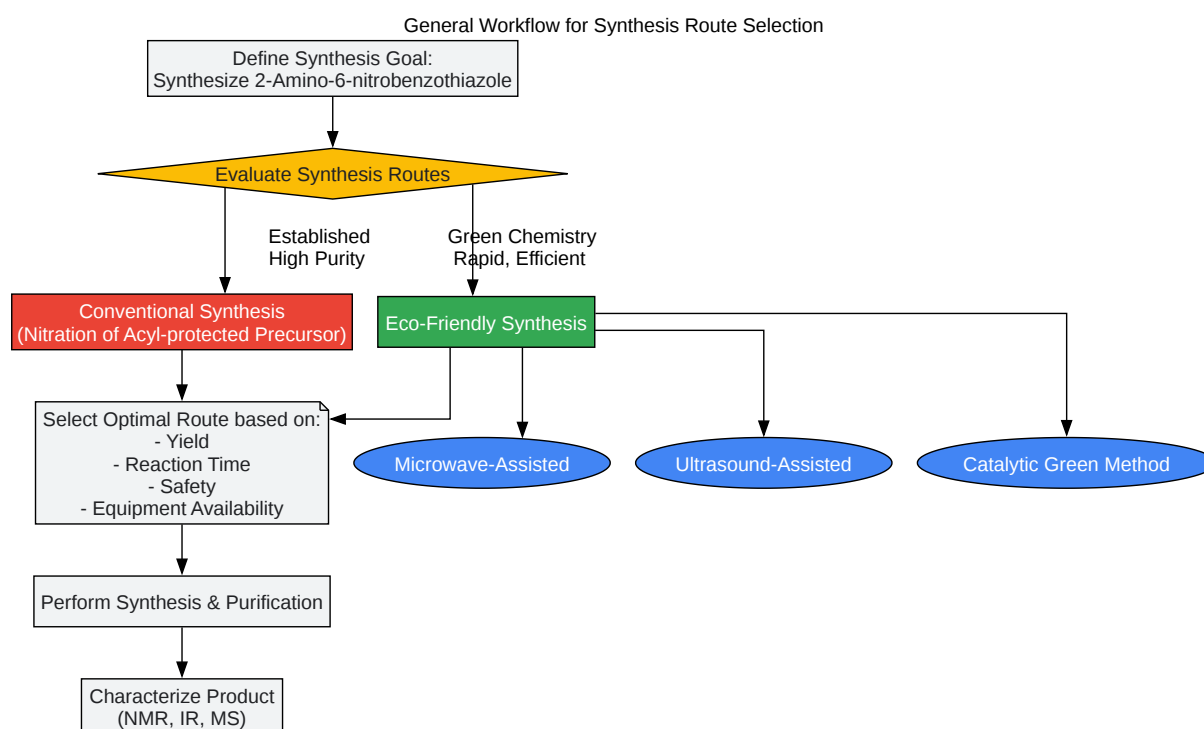 General Workflow for Synthesis Route Selection
Define Synthesis Goal:
Synthesize 2-Amino-6-nitrobenzothiazole
Evaluate Synthesis Routes
Established
High Purity
Green Chemistry
Rapid, Efficient
Conventional Synthesis
(Nitration of Acyl-protected Precursor)
Eco-Friendly Synthesis
Select Optimal Route based on:
- Yield
- Reaction Time
- Safety
- Equipment Availability
Microwave-Assisted
Ultrasound-Assisted
Catalytic Green Method
Perform Synthesis & Purification
Characterize Product
(NMR, IR, MS)